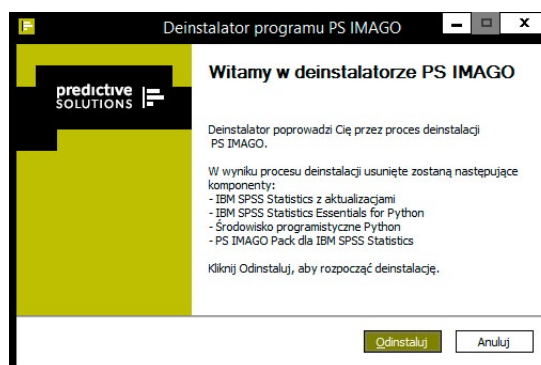 Deinstalator programu PS IMAGO
predictive
SOLUTIONS
Witamy w deinstalatorze PS IMAGO
Deinstalator poprowadzi Cię przez proces deinstalacji
PS IMAGO.
W wyniku procesu deinstalacji usunięte zostaną następujące
komponenty:
- IBM SPSS Statistics z aktualizacjami
- IBM SPSS Statistics Essentials for Python
- Środowisko programistyczne Python
- PS IMAGO Pack dla IBM SPSS Statistics
Kliknij Odinstaluj, aby rozpocząć deinstalację.
Odinstaluj
Anuluj